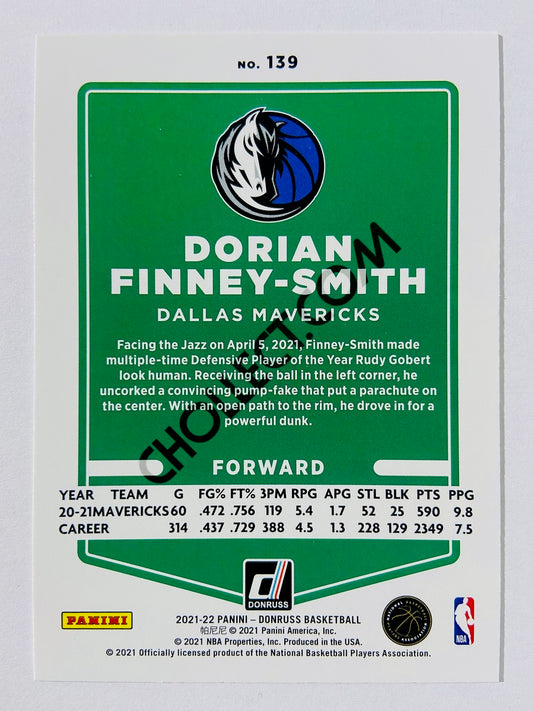 NO. 139
DORIAN
FINNEY-SMITH
DALLAS MAVERICKS
Facing the Jazz on April 5, 2021, Finney-Smith made
multiple-time Defensive Player of the Year Rudy Gobert
look human. Receiving the ball in the left corner, he
uncorked a convincing pump-fake that put a parachute on
the center. With an open path to the rim, he drove in for a
powerful dunk.
CHOLLECT.COM
FORWARD
YEAR TEAM G FG% FT% 3PM RPG APG STL BLK PTS PPG
20-21 MAVERICKS 60 .472 .756 119 5.4 1.7 52 25 590 9.8
CAREER 314 .437 .729 388 4.5 1.3 228 129 2349 7.5
DONRUSS
PANINI
2021-22 PANINI – DONRUSS BASKETBALL
帕尼尼 © 2021 Panini America, Inc.
© 2021 NBA Properties, Inc. Produced in the USA.
© 2021 Officially licensed product of the National Basketball Players Association.
NATIONAL BASKETBALL PLAYERS ASSOCIATION
NBA